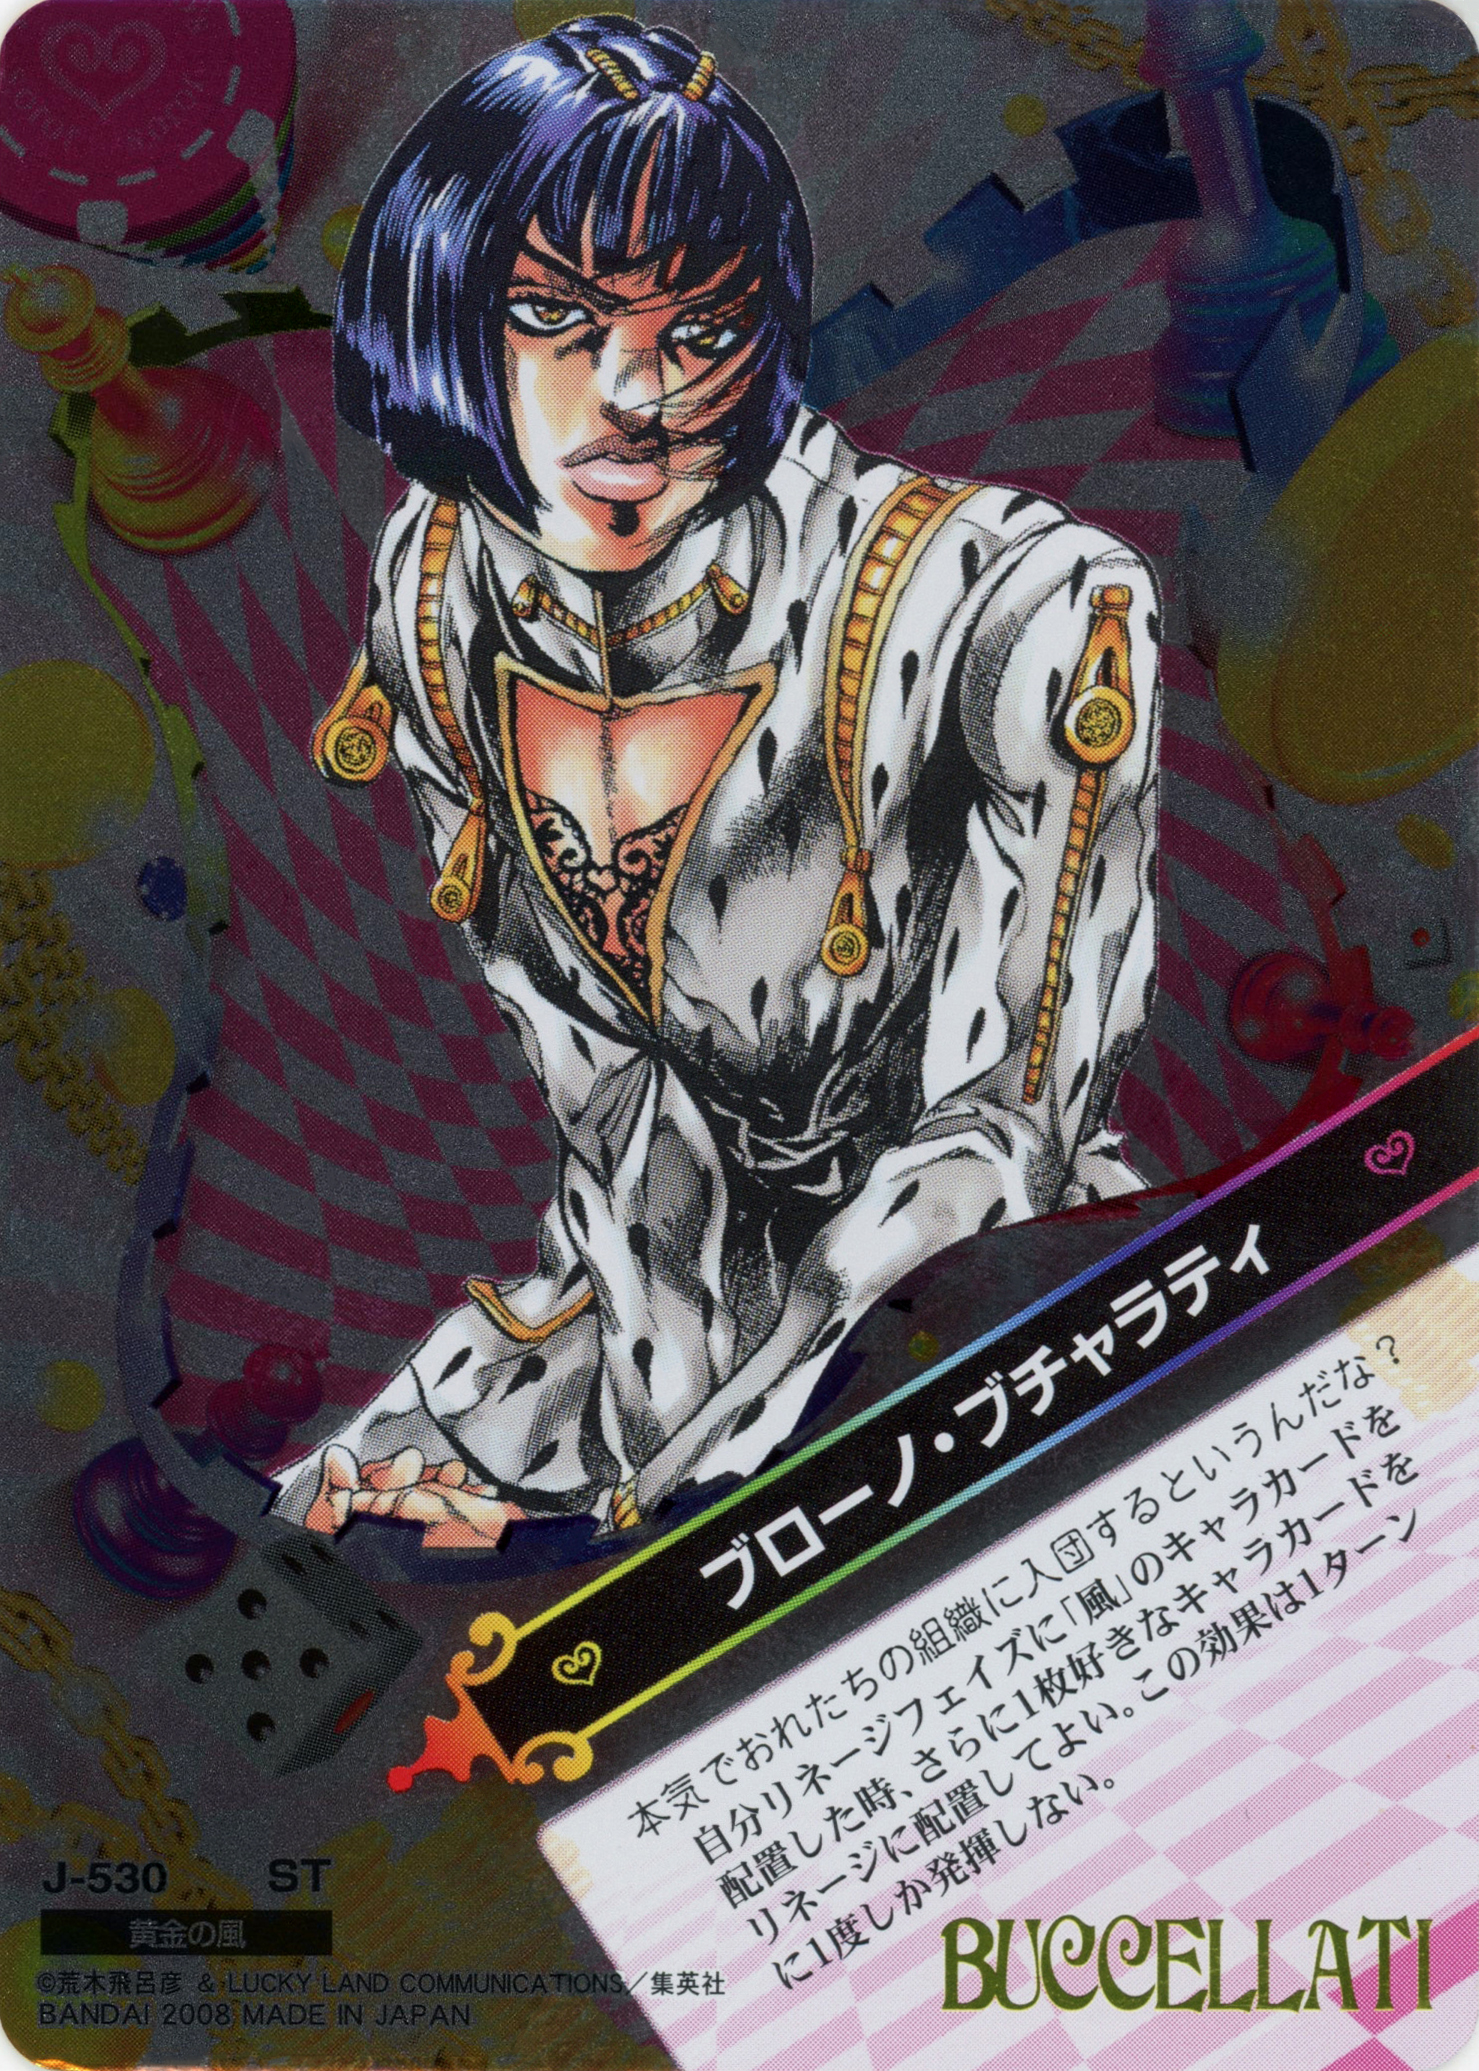 ブローノ・ブチャラティ
本気でおれたちの組織に入団するというんだな？
自分リネージフェイズに「風」のキャラカードを
配置した時、さらに1枚好きなキャラカードを
リネージに配置してよい。この効果は1ターン
に1度しか発揮しない。
BUCCELLATI
J-530 ST
黄金の風
©荒木飛呂彦 & LUCKY LAND COMMUNICATIONS／集英社
BANDAI 2008 MADE IN JAPAN